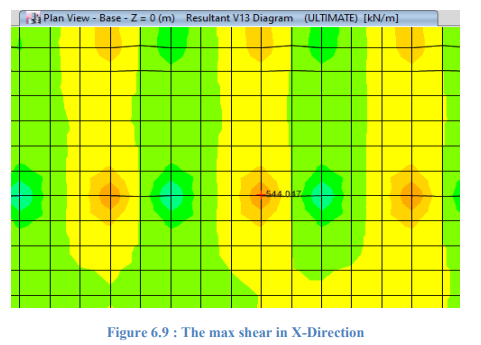 Plan View - Base - Z = 0 (m) Resultant V13 Diagram (ULTIMATE) [kN/m]
544.047
Figure 6.9 : The max shear in X-Direction